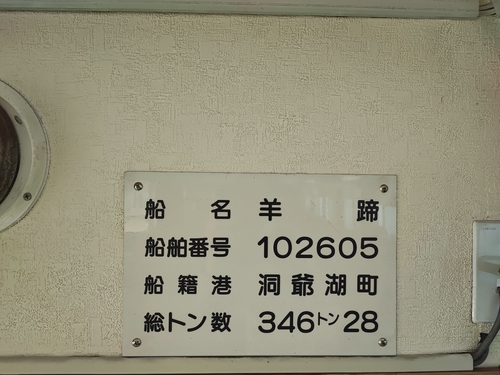 船名 羊蹄
船舶番号 102605
船籍港 洞爺湖町
総トン数 346トン28